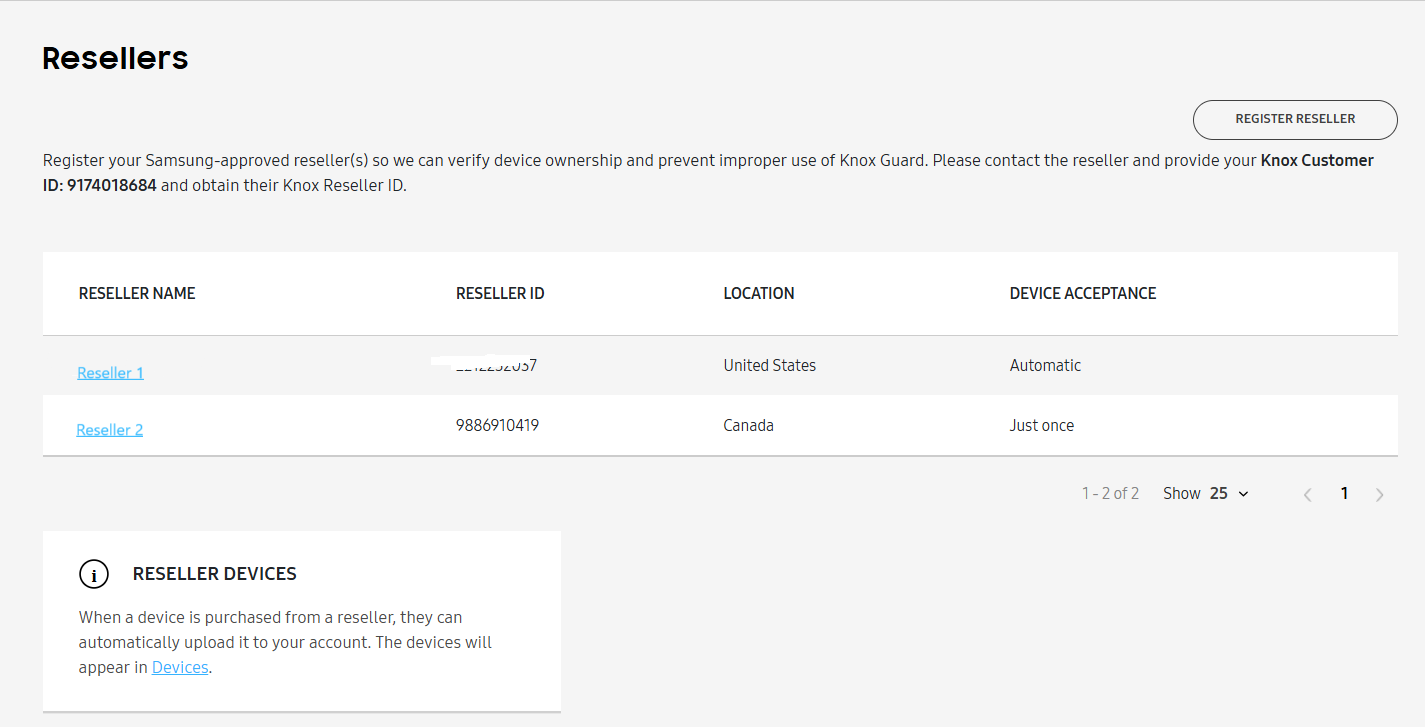 Resellers
REGISTER RESELLER
Register your Samsung-approved reseller(s) so we can verify device ownership and prevent improper use of Knox Guard. Please contact the reseller and provide your Knox Customer
ID: 9174018684 and obtain their Knox Reseller ID.
RESELLER NAME RESELLER ID LOCATION DEVICE ACCEPTANCE
Reseller 1 United States Automatic
Reseller 2 9886910419 Canada Just once
1 - 2 of 2 Show 25 1
i RESELLER DEVICES
When a device is purchased from a reseller, they can
automatically upload it to your account. The devices will
appear in Devices.